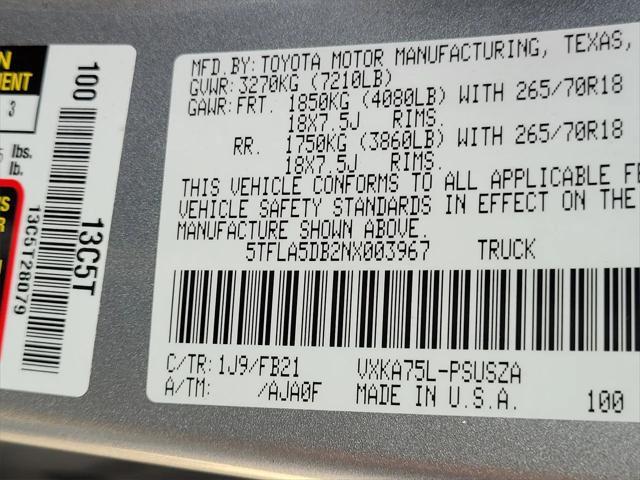 N
MENT
3
lbs.
lb.
S
R
100
13C5T
13C5T28079
MFD.BY:TOYOTA MOTOR MANUFACTURING, TEXAS,
GVWR:3270KG (7210LB)
GAWR:FRT. 1850KG (4080LB) WITH 265/70R18
18X7.5J RIMS.
RR. 1750KG (3860LB) WITH 265/70R18
18X7.5J RIMS.
THIS VEHICLE CONFORMS TO ALL APPLICABLE FE
VEHICLE SAFETY STANDARDS IN EFFECT ON THE
MANUFACTURE SHOWN ABOVE.
5TFLA5DB2NX003967 TRUCK
C/TR: 1J9/FB21 VXKA75L-PSUSZA
A/TM: /AJA0F MADE IN U.S.A. 100